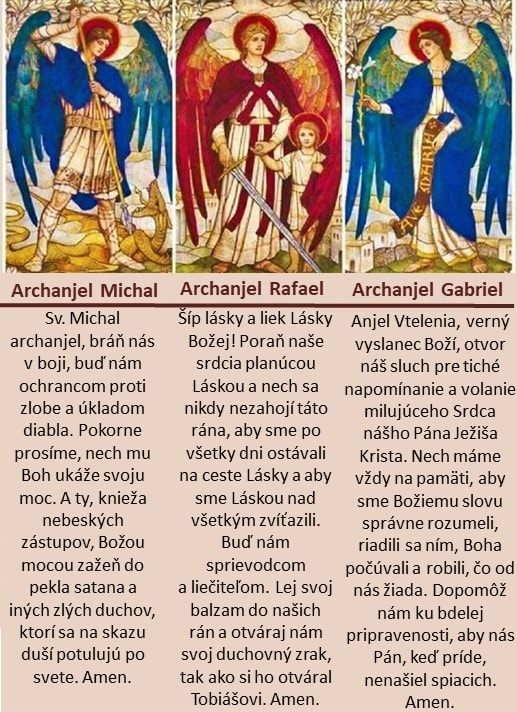 AVE MARIA
Archanjel Michal
Sv. Michal
archanjel, bráň nás
v boji, buď nám
ochrancom proti
zlobe a úkladom
diabla. Pokorne
prosíme, nech mu
Boh ukáže svoju
moc. A ty, knieža
nebeských
zástupov, Božou
mocou zažeň do
pekla satana a
iných zlých duchov,
ktorí sa na skazu
duší potulujú po
svete. Amen.
Archanjel Rafael
Šíp lásky a liek Lásky
Božej! Poraň naše
srdcia planúcou
Láskou a nech sa
nikdy nezahojí táto
rána, aby sme po
všetky dni ostávali
na ceste Lásky a aby
sme Láskou nad
všetkým zvíťazili.
Buď nám
sprievodcom
a liečiteľom. Lej svoj
balzam do našich
rán a otváraj nám
svoj duchovný zrak,
tak ako si ho otváral
Tobiášovi. Amen.
Archanjel Gabriel
Anjel Vtelenia, verný
vyslanec Boží, otvor
náš sluch pre tiché
napomínanie a volanie
milujúceho Srdca
nášho Pána Ježiša
Krista. Nech máme
vždy na pamäti, aby
sme Božiemu slovu
správne rozumeli,
riadili sa ním, Boha
počúvali a robili, čo od
nás žiada. Dopomôž
nám ku bdelej
pripravenosti, aby nás
Pán, keď príde,
nenašiel spiacich.
Amen.